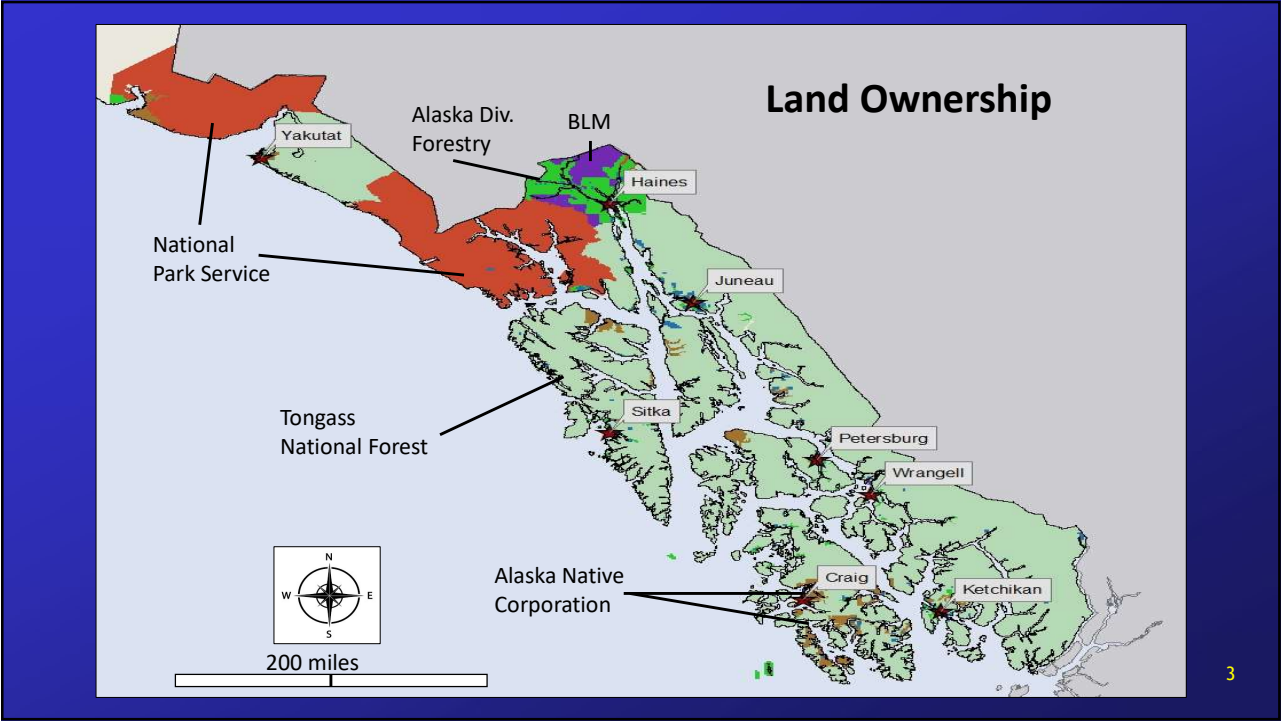 Land Ownership
Alaska Div.
Forestry
BLM
Yakutat
Haines
National
Park Service
Juneau
Tongass
National Forest
Sitka
Petersburg
Wrangell
Alaska Native
Corporation
Craig
Ketchikan
N
W
E
S
200 miles
3